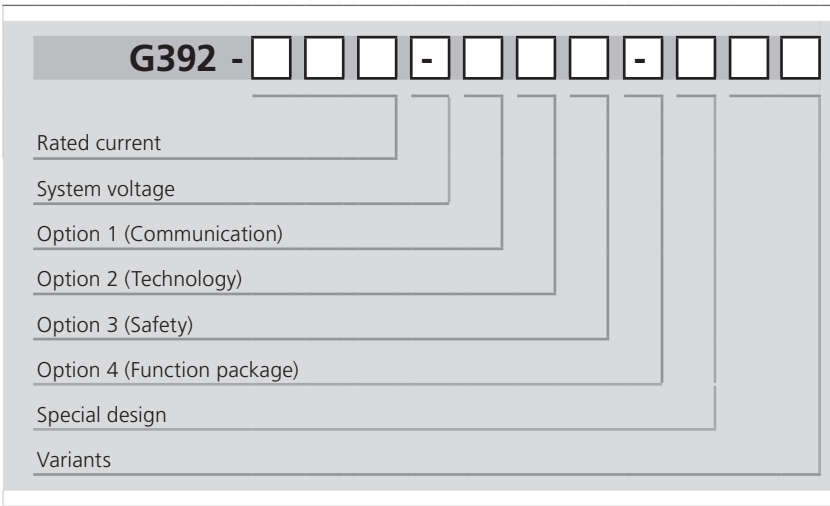 G392 - - -
Rated current
System voltage
Option 1 (Communication)
Option 2 (Technology)
Option 3 (Safety)
Option 4 (Function package)
Special design
Variants